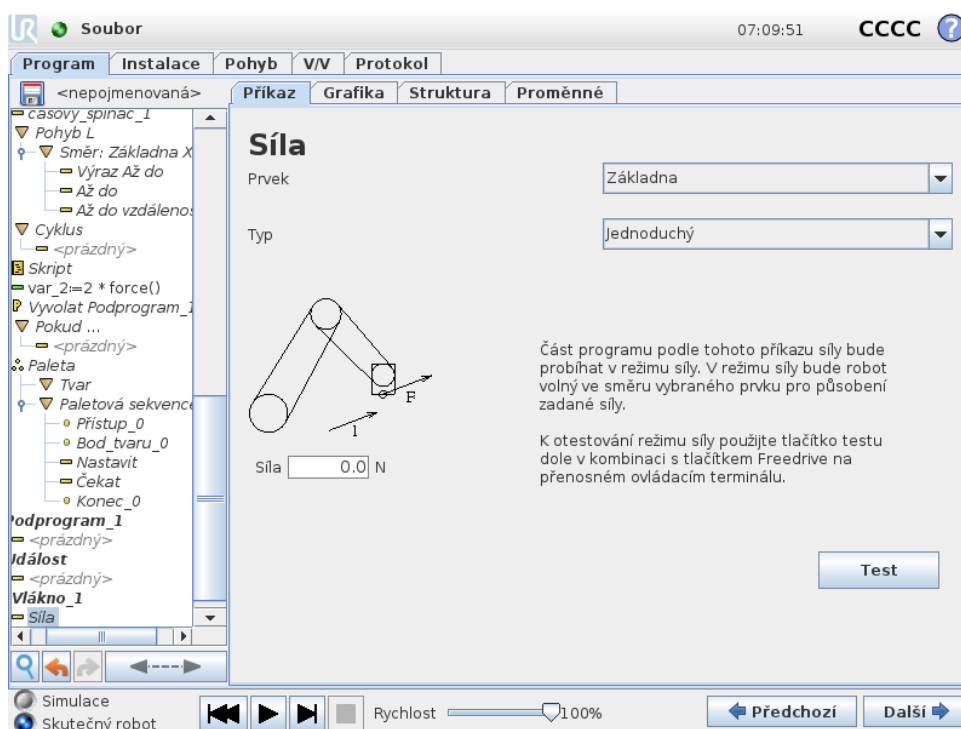 UR Soubor 07:09:51 CCCC ?
Program Instalace Pohyb V/V Protokol
<nepojmenovaná> Příkaz Grafika Struktura Proměnné
časový_spínač_1
Pohyb L
Směr: Základna X
Výraz Až do
Až do
Až do vzdálenos
Cyklus
<prázdný>
Skript
var_2:=2 * force()
Vyvolat Podprogram_1
Pokud ...
<prázdný>
Paleta
Tvar
Paletová sekvence
Přístup_0
Bod_tvaru_0
Nastavit
Čekat
Konec_0
Podprogram_1
<prázdný>
Událost
<prázdný>
Vlákno_1
Síla
Síla
Prvek Základna
Typ Jednoduchý
F
1
Síla 0.0 N
Část programu podle tohoto příkazu síly bude
probíhat v režimu síly. V režimu síly bude robot
volný ve směru vybraného prvku pro působení
zadané síly.
K otestování režimu síly použijte tlačítko testu
dole v kombinaci s tlačítkem Freedrive na
přenosném ovládacím terminálu.
Test
Simulace
Skutečný robot
Rychlost 100%
Předchozí Další